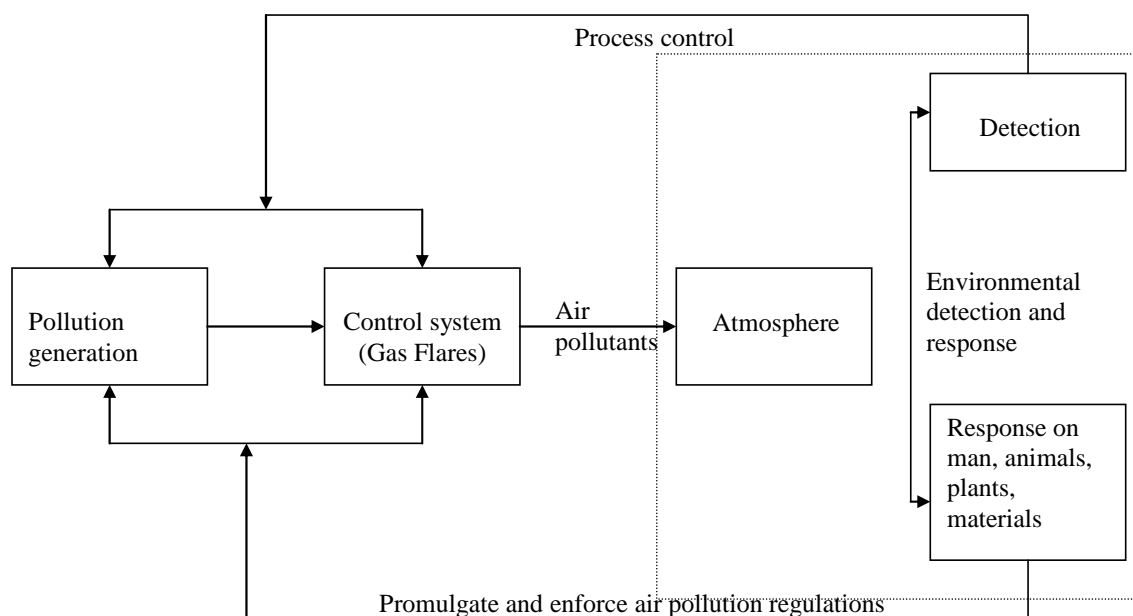 Process control
Detection
Pollution
generation
Control system
(Gas Flares)
Air
pollutants
Atmosphere
Environmental
detection and
response
Response on
man, animals,
plants,
materials
Promulgate and enforce air pollution regulations